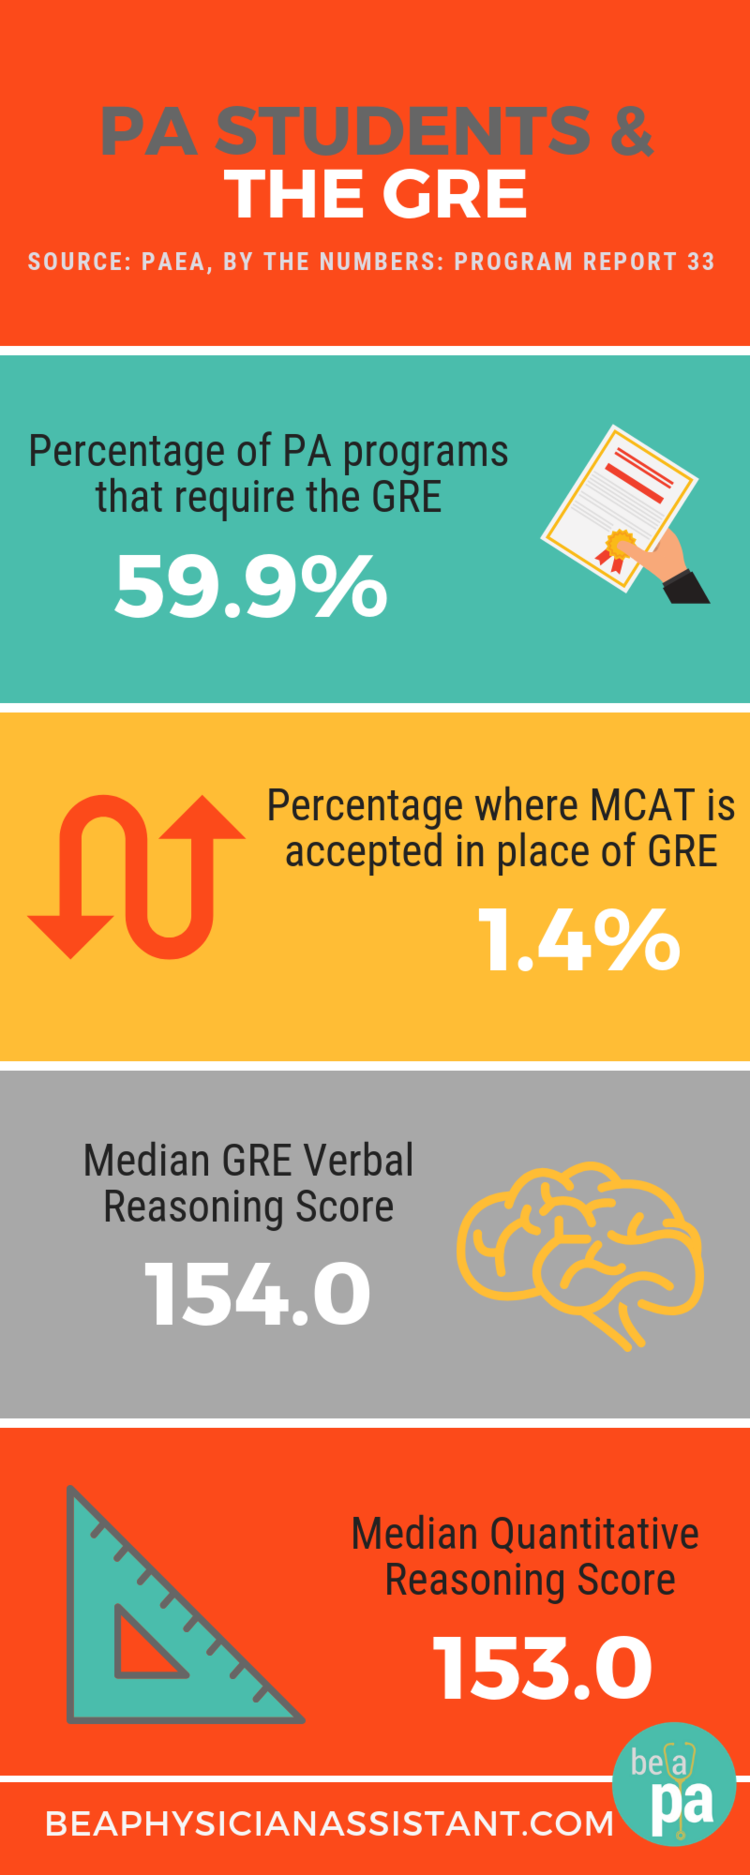 PA STUDENTS &
THE GRE
SOURCE: PAEA, BY THE NUMBERS: PROGRAM REPORT 33
Percentage of PA programs
that require the GRE
59.9%
Percentage where MCAT is
accepted in place of GRE
1.4%
Median GRE Verbal
Reasoning Score
154.0
Median Quantitative
Reasoning Score
153.0
be a
pa
BEAPHYSICIANASSISTANT.COM